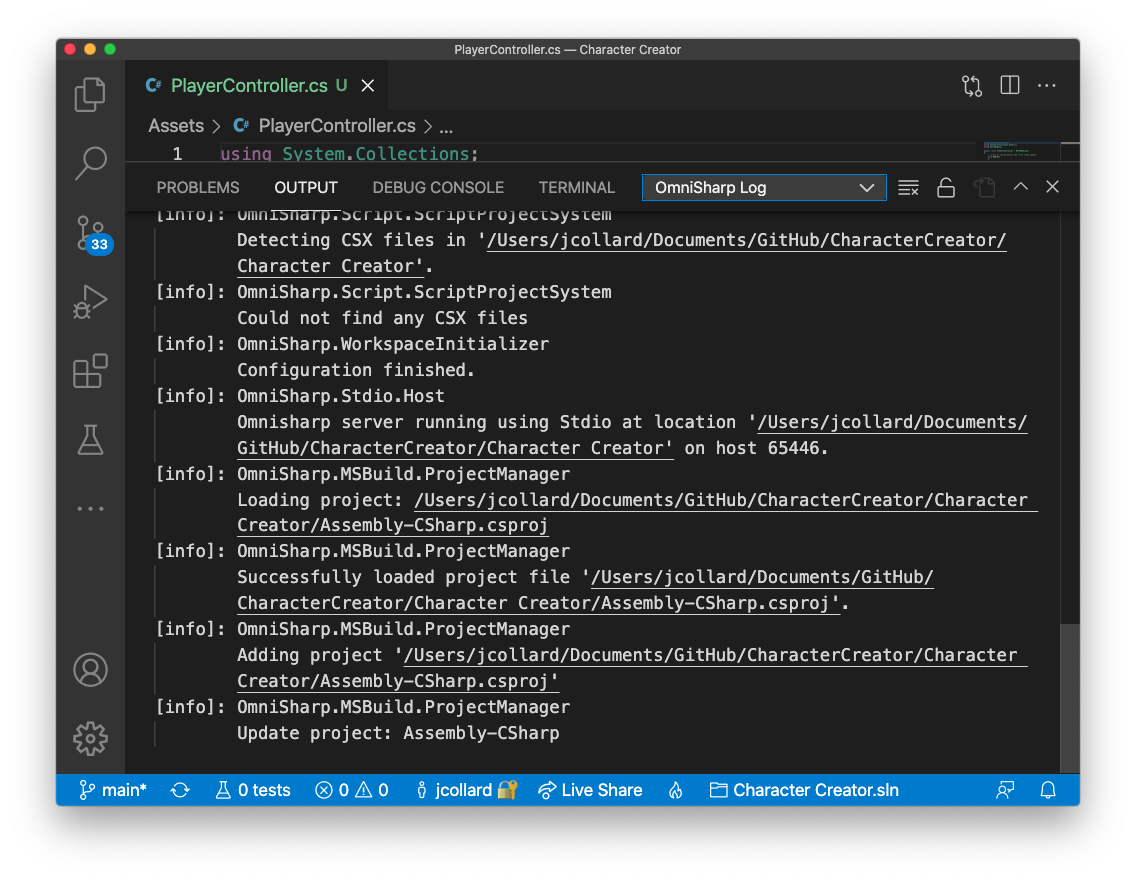 PlayerController.cs — Character Creator
C# PlayerController.cs U
Assets > C# PlayerController.cs > ...
1 using System.Collections;
PROBLEMS OUTPUT DEBUG CONSOLE TERMINAL OmniSharp Log
[info]: OmniSharp.Script.ScriptProjectSystem
Detecting CSX files in '/Users/jcollard/Documents/GitHub/CharacterCreator/
Character Creator'.
[info]: OmniSharp.Script.ScriptProjectSystem
Could not find any CSX files
[info]: OmniSharp.WorkspaceInitializer
Configuration finished.
[info]: OmniSharp.Stdio.Host
Omnisharp server running using Stdio at location '/Users/jcollard/Documents/
GitHub/CharacterCreator/Character Creator' on host 65446.
[info]: OmniSharp.MSBuild.ProjectManager
Loading project: /Users/jcollard/Documents/GitHub/CharacterCreator/Character
Creator/Assembly-CSharp.csproj
[info]: OmniSharp.MSBuild.ProjectManager
Successfully loaded project file '/Users/jcollard/Documents/GitHub/
CharacterCreator/Character Creator/Assembly-CSharp.csproj'.
[info]: OmniSharp.MSBuild.ProjectManager
Adding project '/Users/jcollard/Documents/GitHub/CharacterCreator/Character
Creator/Assembly-CSharp.csproj'
[info]: OmniSharp.MSBuild.ProjectManager
Update project: Assembly-CSharp
33
main* 0 tests 0 0 jcollard Live Share Character Creator.sln